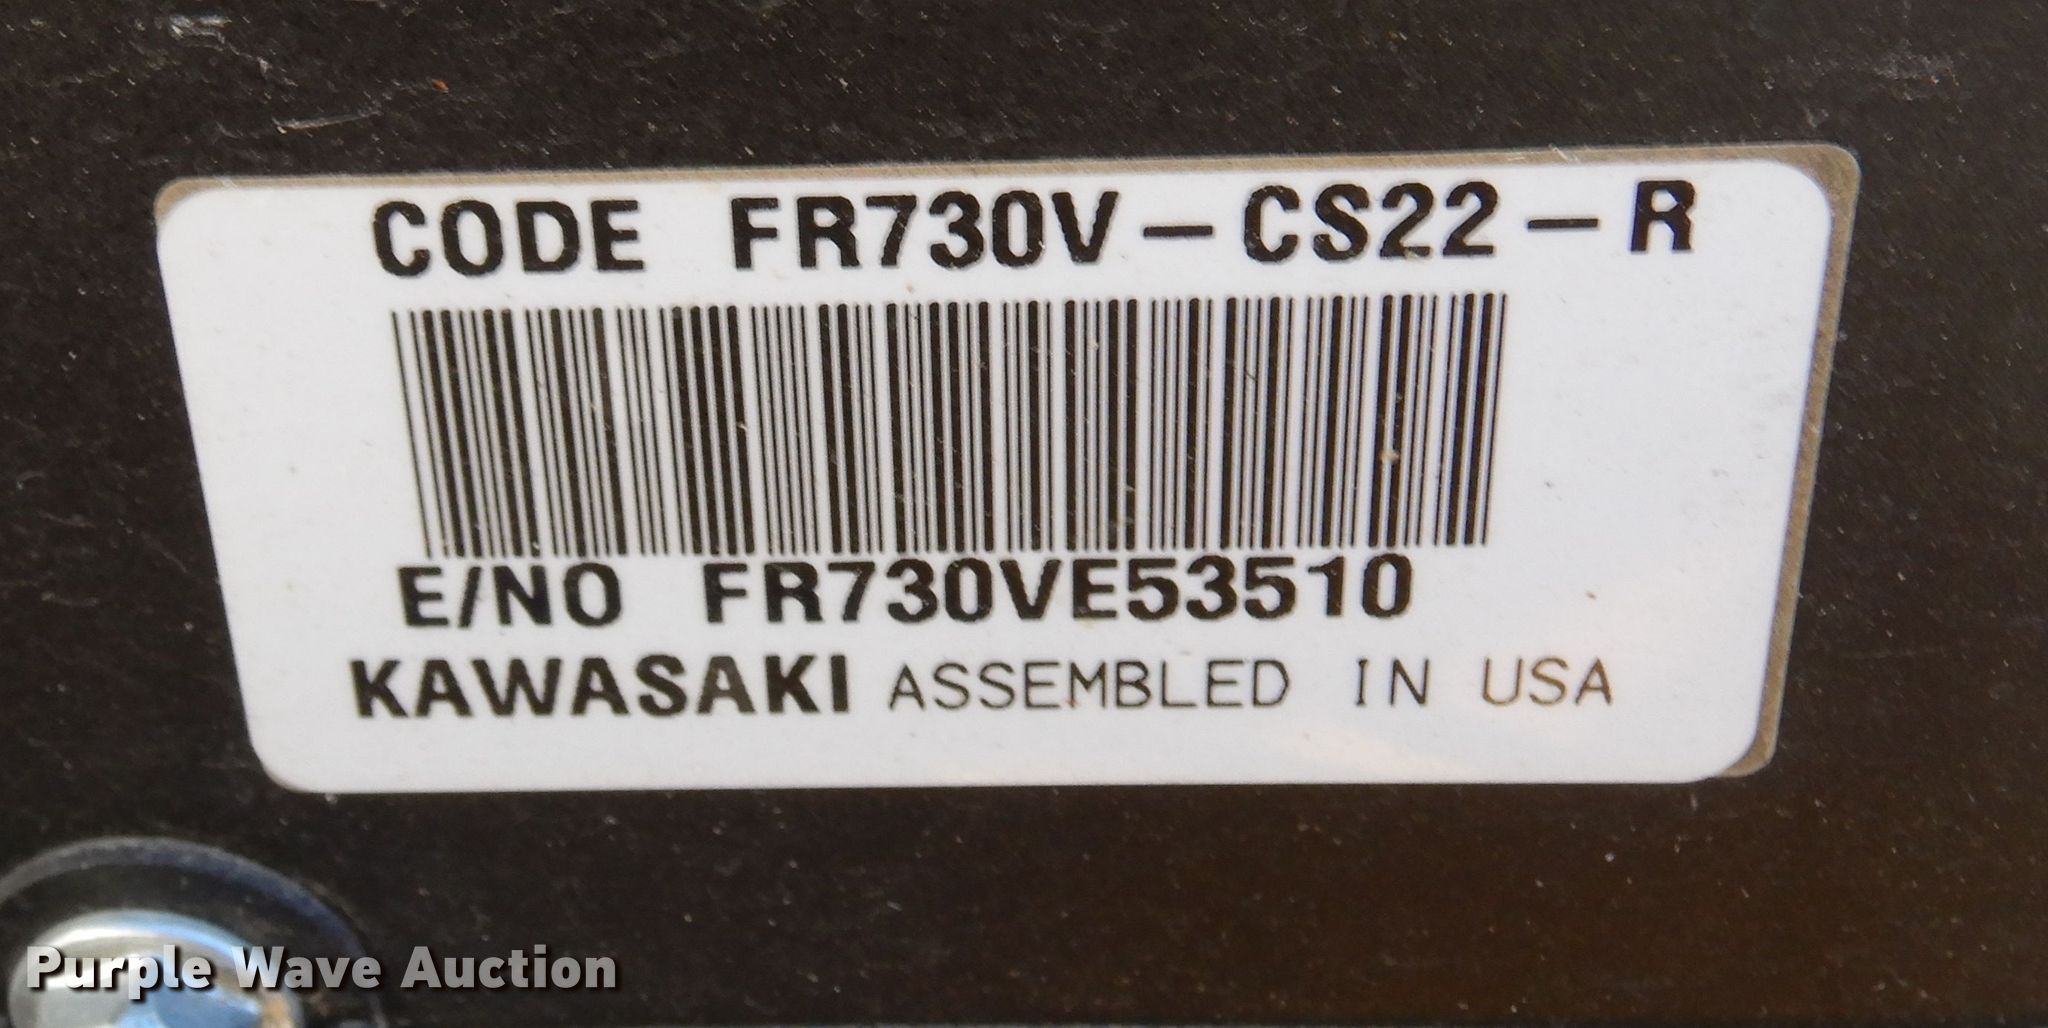 CODE FR730V-CS22-R
E/NO FR730VE53510
KAWASAKI ASSEMBLED IN USA
Purple Wave Auction